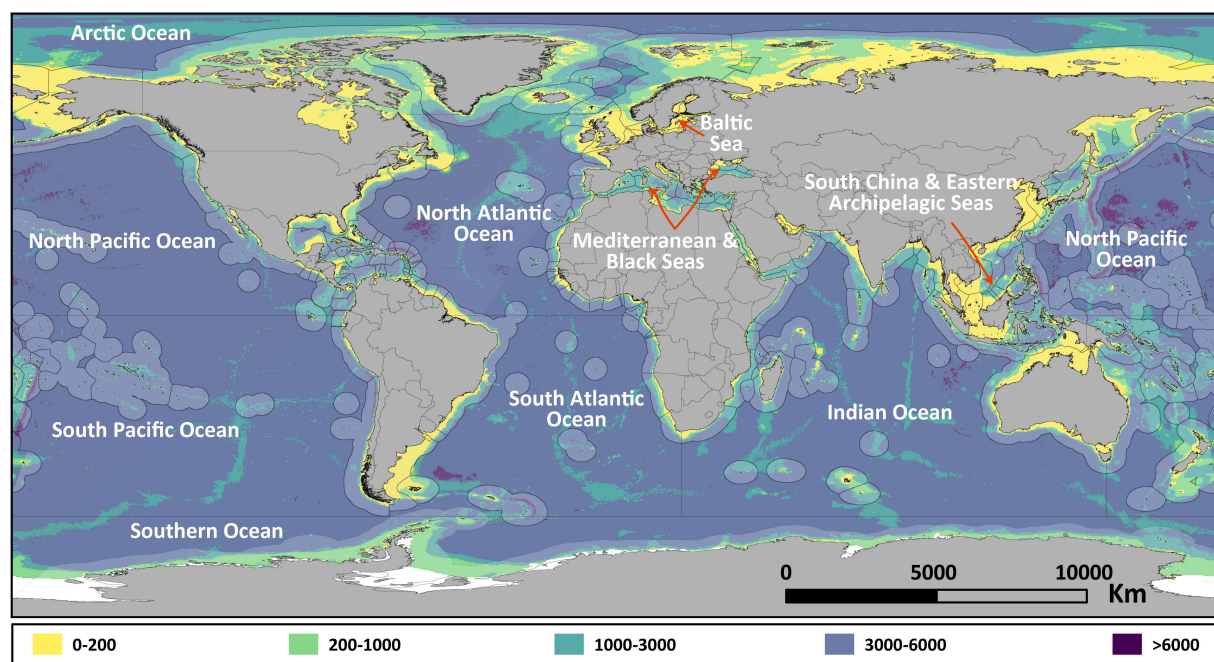 Arctic Ocean
Baltic
Sea
South China & Eastern
Archipelagic Seas
North Atlantic
Ocean
North Pacific Ocean
Mediterranean &
Black Seas
North Pacific
Ocean
South Atlantic
Ocean
Indian Ocean
South Pacific Ocean
Southern Ocean
0 5000 10000
Km
0-200 200-1000 1000-3000 3000-6000 >6000